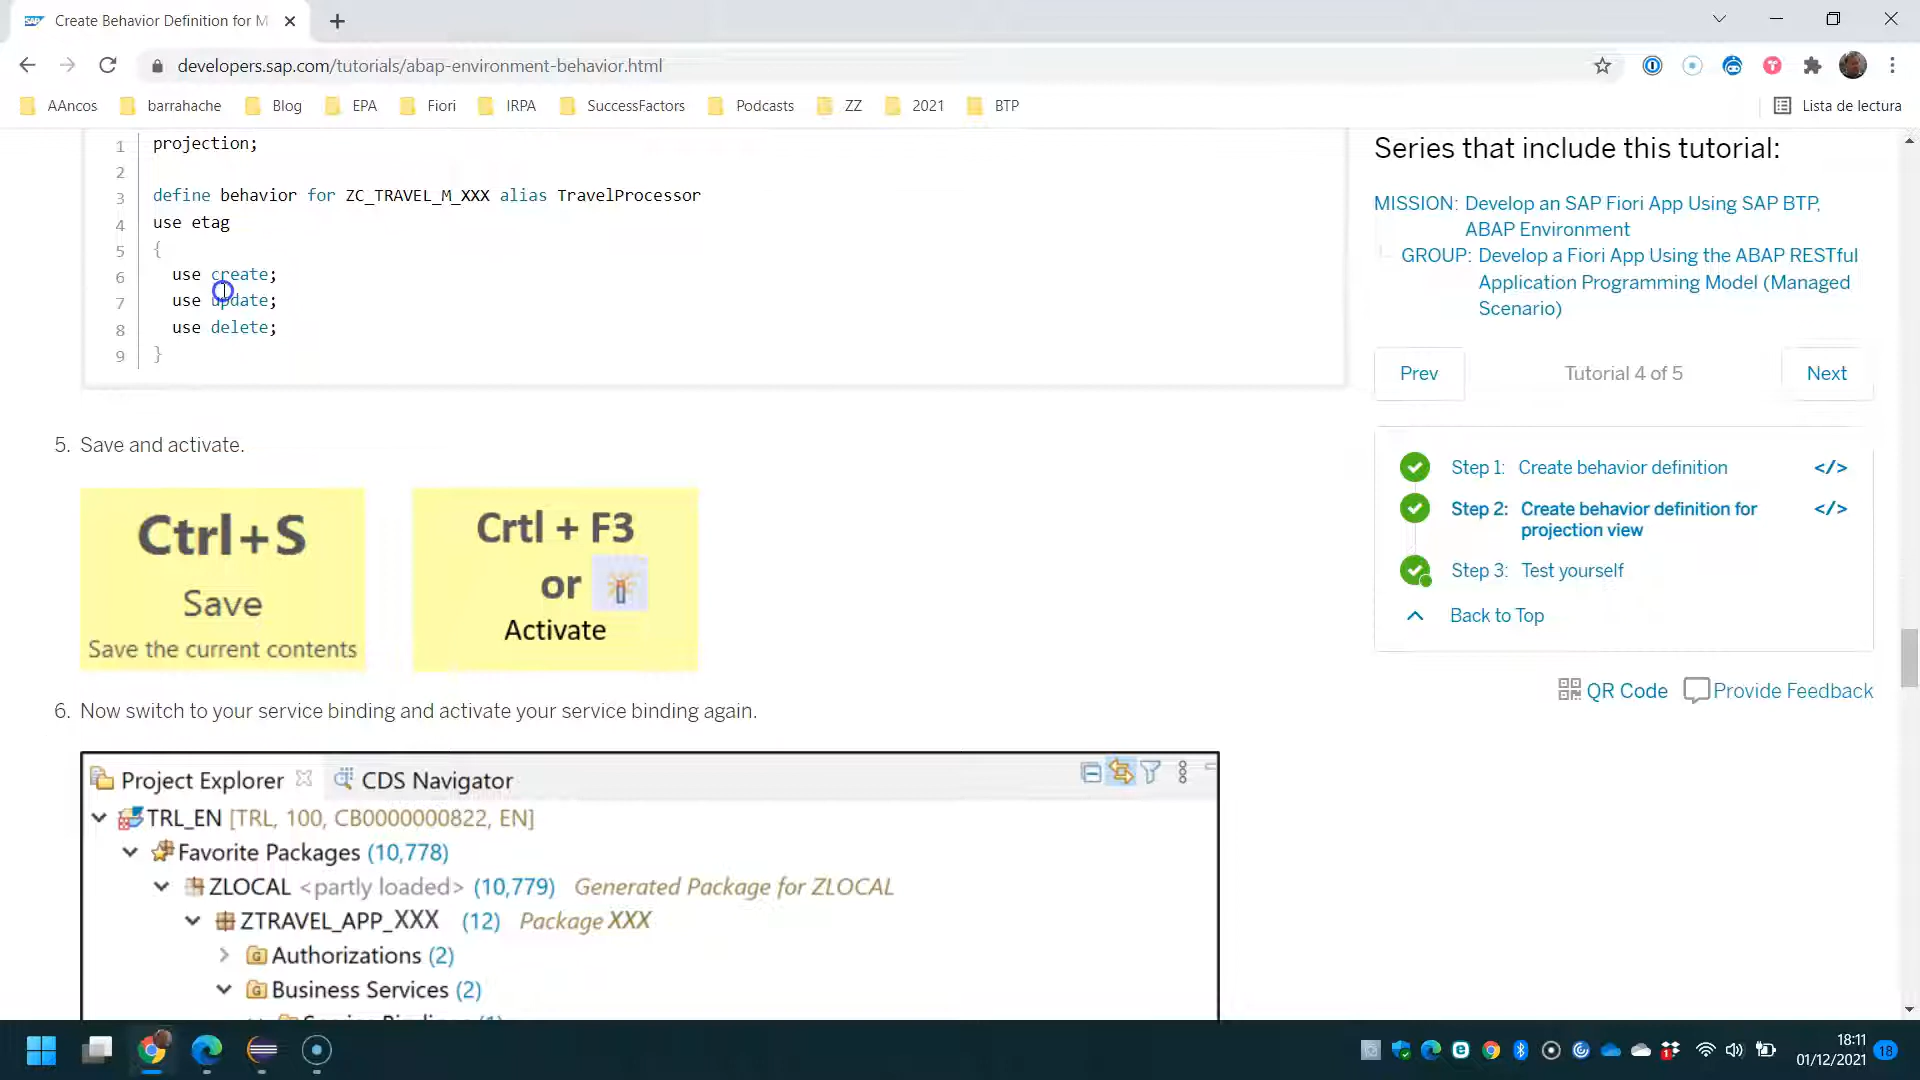 Create Behavior Definition for M
developers.sap.com/tutorials/abap-environment-behavior.html
AAncos barrahache Blog EPA Fiori IRPA SuccessFactors Podcasts ZZ 2021 BTP Lista de lectura
1 projection;
2
3 define behavior for ZC_TRAVEL_M_XXX alias TravelProcessor
4 use etag
5 {
6 use create;
7 use update;
8 use delete;
9 }
5. Save and activate.
Ctrl+S
Save
Save the current contents
Crtl + F3
or
Activate
6. Now switch to your service binding and activate your service binding again.
Project Explorer CDS Navigator
TRL_EN [TRL, 100, CB0000000822, EN]
Favorite Packages (10,778)
ZLOCAL <partly loaded> (10,779) Generated Package for ZLOCAL
ZTRAVEL_APP_XXX (12) Package XXX
Authorizations (2)
Business Services (2)
Series that include this tutorial:
MISSION: Develop an SAP Fiori App Using SAP BTP,
ABAP Environment
GROUP: Develop a Fiori App Using the ABAP RESTful
Application Programming Model (Managed
Scenario)
Prev Tutorial 4 of 5 Next
Step 1: Create behavior definition </>
Step 2: Create behavior definition for </>
projection view
Step 3: Test yourself
Back to Top
QR Code Provide Feedback
18:11
01/12/2021 18